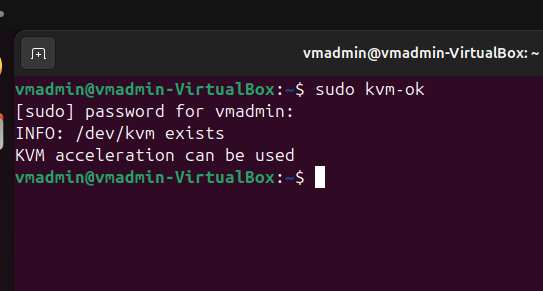 vmadmin@vmadmin-VirtualBox: ~
vmadmin@vmadmin-VirtualBox:~$ sudo kvm-ok
[sudo] password for vmadmin:
INFO: /dev/kvm exists
KVM acceleration can be used
vmadmin@vmadmin-VirtualBox:~$